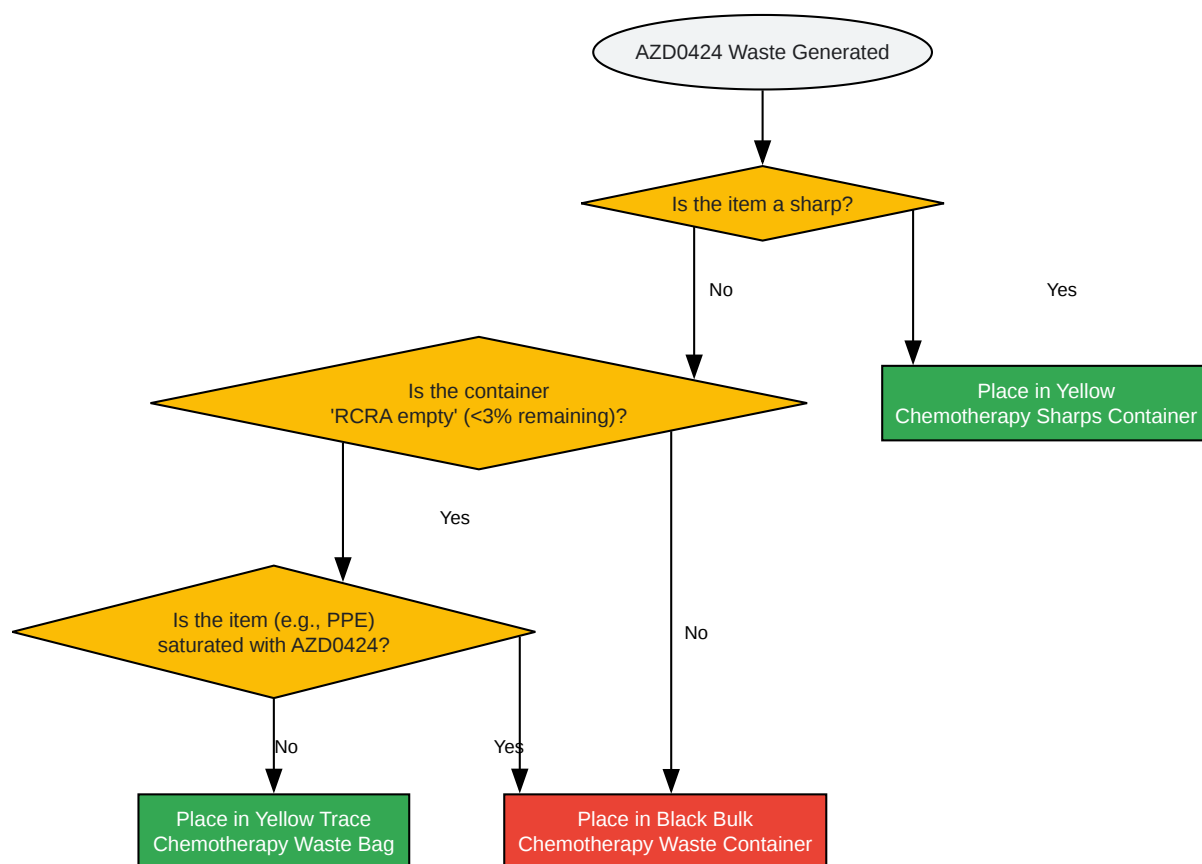 AZD0424 Waste Generated
Is the item a sharp?
No
Yes
Is the container
'RCRA empty' (<3% remaining)?
Place in Yellow
Chemotherapy Sharps Container
Yes
Is the item (e.g., PPE)
saturated with AZD0424?
No
No
Yes
Place in Yellow Trace
Chemotherapy Waste Bag
Place in Black Bulk
Chemotherapy Waste Container